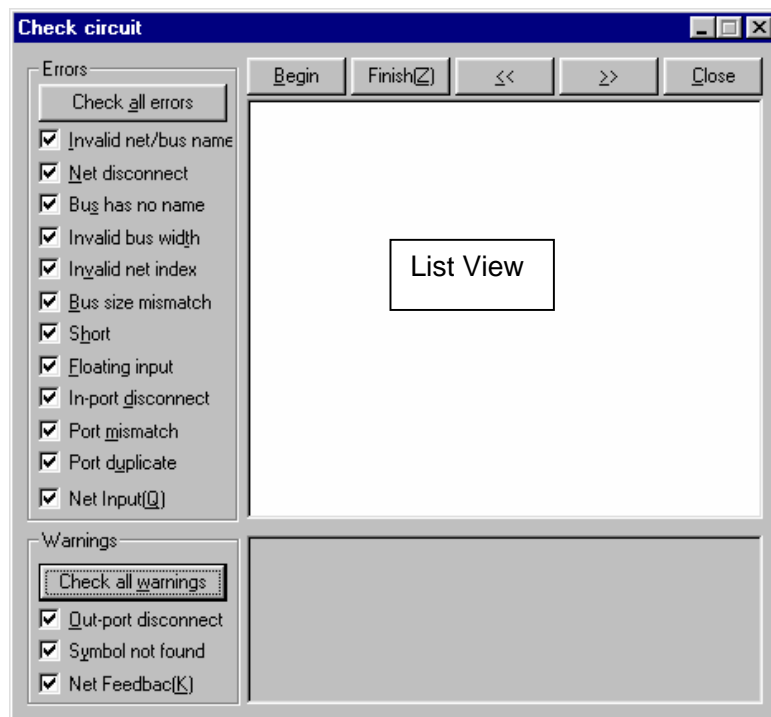 Check circuit
Errors
Check all errors
Invalid net/bus name
Net disconnect
Bus has no name
Invalid bus width
Invalid net index
Bus size mismatch
Short
Floating input
In-port disconnect
Port mismatch
Port duplicate
Net Input(Q)
Warnings
Check all warnings
Out-port disconnect
Symbol not found
Net Feedbac(K)
Begin Finish(Z) << >> Close
List View